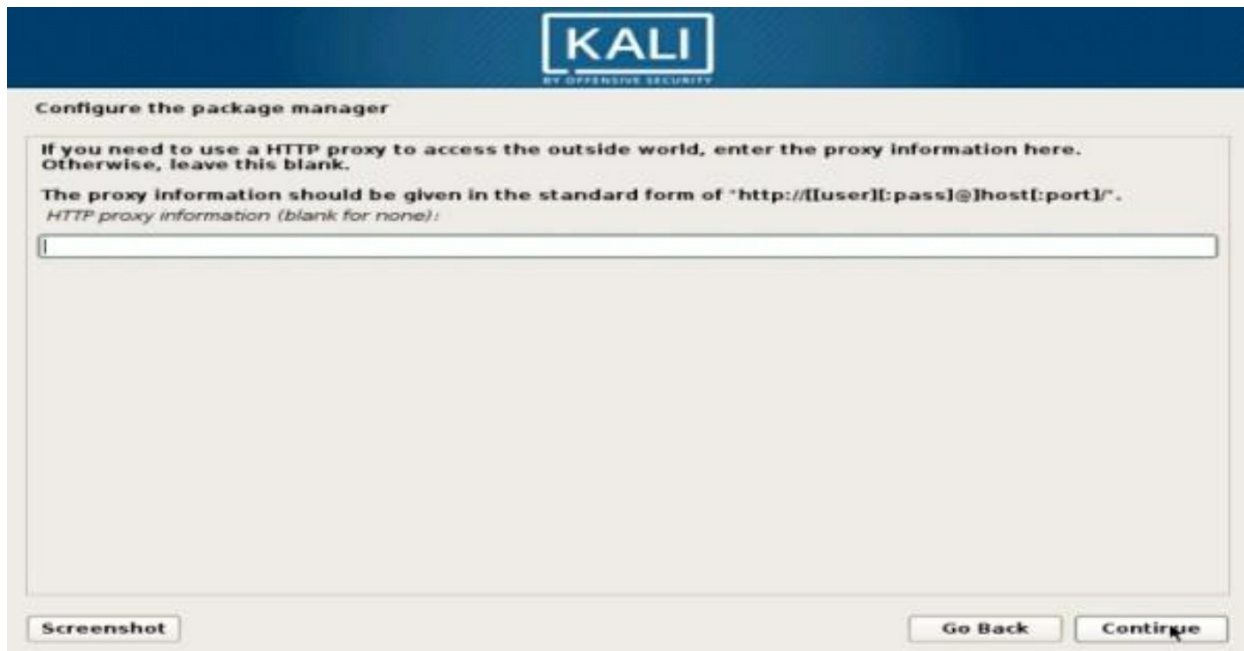 KALI
BY OFFENSIVE SECURITY
Configure the package manager
If you need to use a HTTP proxy to access the outside world, enter the proxy information here.
Otherwise, leave this blank.
The proxy information should be given in the standard form of "http://[[user][:pass]@]host[:port]/".
HTTP proxy information (blank for none):
Screenshot
Go Back
Continue